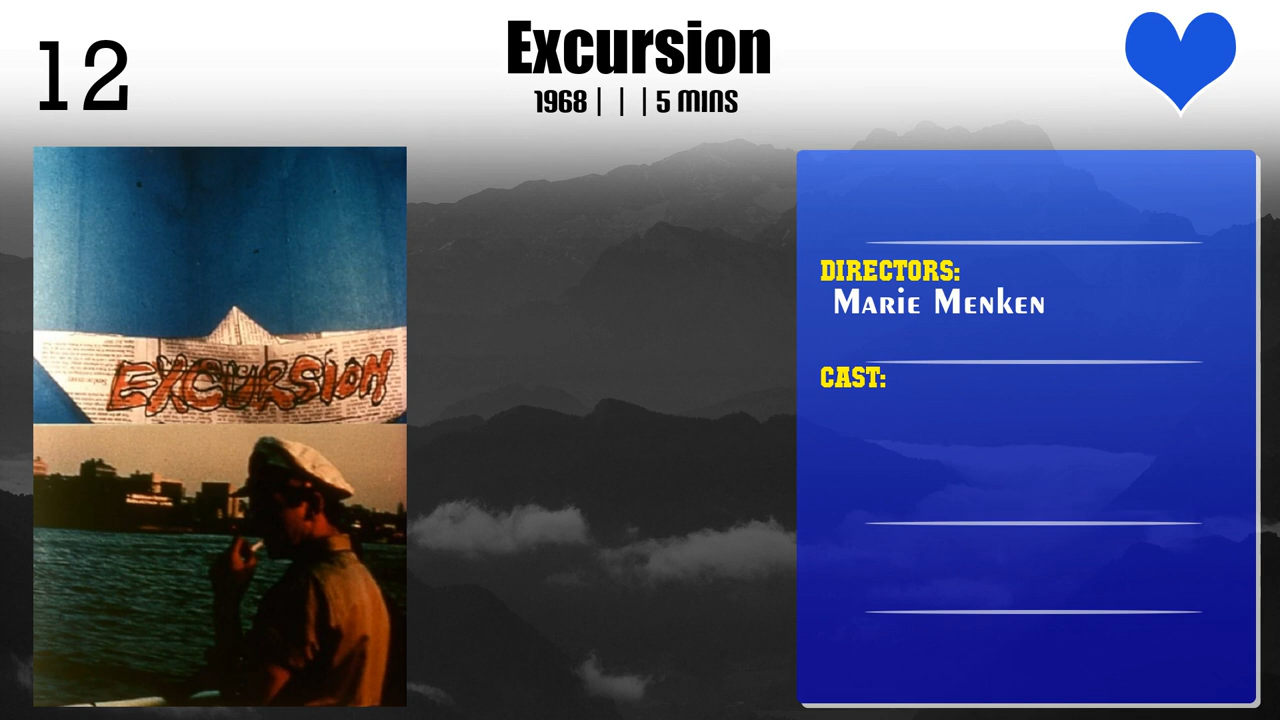 12
Excursion
1968 | | | 5 MINS
EXCURSION
DIRECTORS:
Marie Menken
CAST: